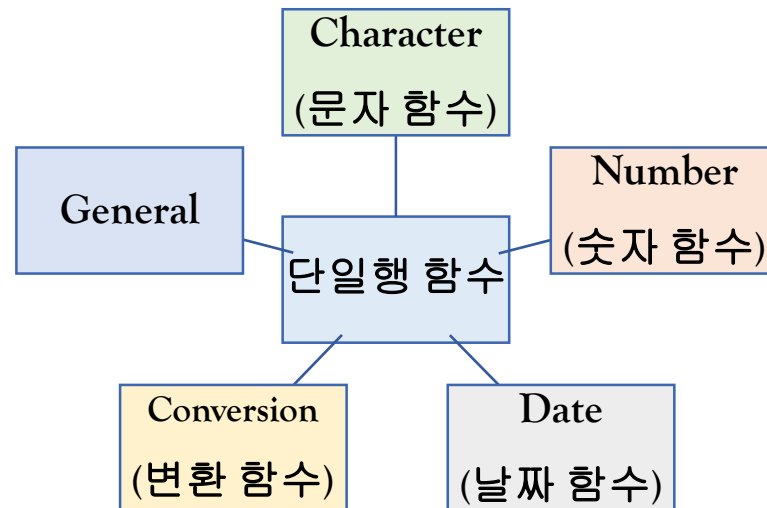 Character
(문자 함수)
General
Number
(숫자 함수)
단일행 함수
Conversion
(변환 함수)
Date
(날짜 함수)